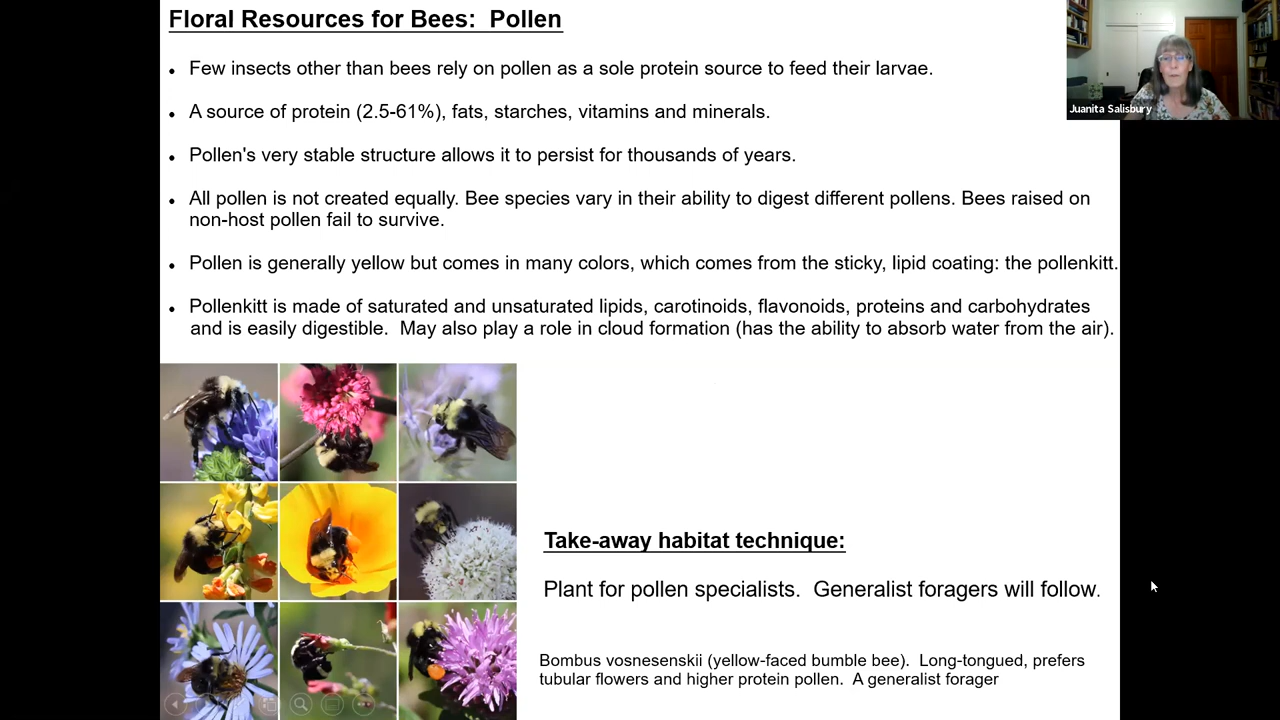 Floral Resources for Bees:  Pollen
Juanita Salisbury
• Few insects other than bees rely on pollen as a sole protein source to feed their larvae.
• A source of protein (2.5-61%), fats, starches, vitamins and minerals.
• Pollen's very stable structure allows it to persist for thousands of years.
• All pollen is not created equally. Bee species vary in their ability to digest different pollens. Bees raised on
non-host pollen fail to survive.
• Pollen is generally yellow but comes in many colors, which comes from the sticky, lipid coating: the pollenkitt.
• Pollenkitt is made of saturated and unsaturated lipids, carotinoids, flavonoids, proteins and carbohydrates
and is easily digestible.  May also play a role in cloud formation (has the ability to absorb water from the air).
Take-away habitat technique:
Plant for pollen specialists.  Generalist foragers will follow.
Bombus vosnesenskii (yellow-faced bumble bee).  Long-tongued, prefers
tubular flowers and higher protein pollen.  A generalist forager